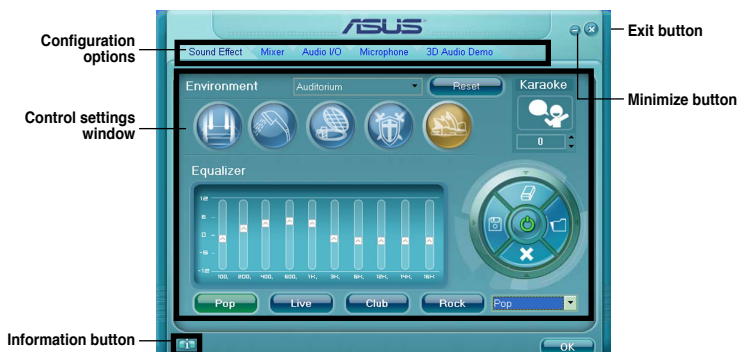 ASUS
Configuration options
Sound Effect Mixer Audio I/O Microphone 3D Audio Demo
Exit button
Environment Auditorium Reset Karaoke
Minimize button
Control settings window
0
Equalizer
12
6
0
-6
-12
100, 200, 400, 600, 1K, 3K, 6K, 12K, 14K, 16K
Pop Live Club Rock Pop
Information button
i
OK